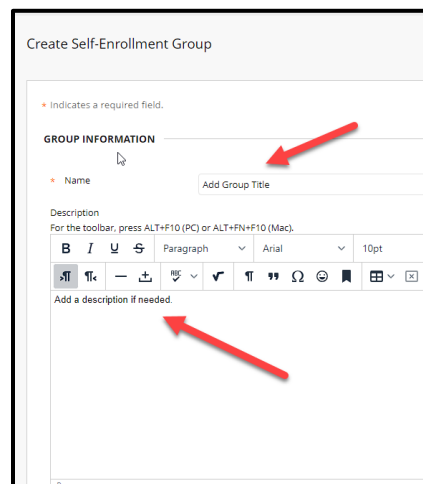 Create Self-Enrollment Group
* Indicates a required field.
GROUP INFORMATION
* Name
Add Group Title
Description
For the toolbar, press ALT+F10 (PC) or ALT+FN+F10 (Mac).
B I U S Paragraph Arial 10pt
ABC
Add a description if needed.